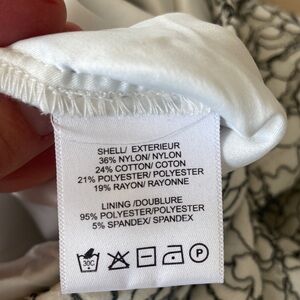 SHELL/ EXTERIEUR
36% NYLON/ NYLON
24% COTTON/ COTON
21% POLYESTER/ POLYESTER
19% RAYON/ RAYONNE
LINING /DOUBLURE
95% POLYESTER/POLYESTER
5% SPANDEX/ SPANDEX
30C P